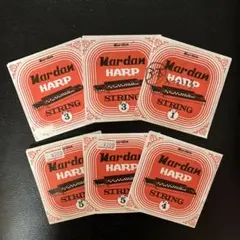 Mardan
HARP
STRING
3
Mardan
HARP
STRING
3
Mardan
HARP
STRING
1
Mardan
HARP
STRING
5
Mardan
HARP
STRING
5
Mardan
HARP
STRING
4